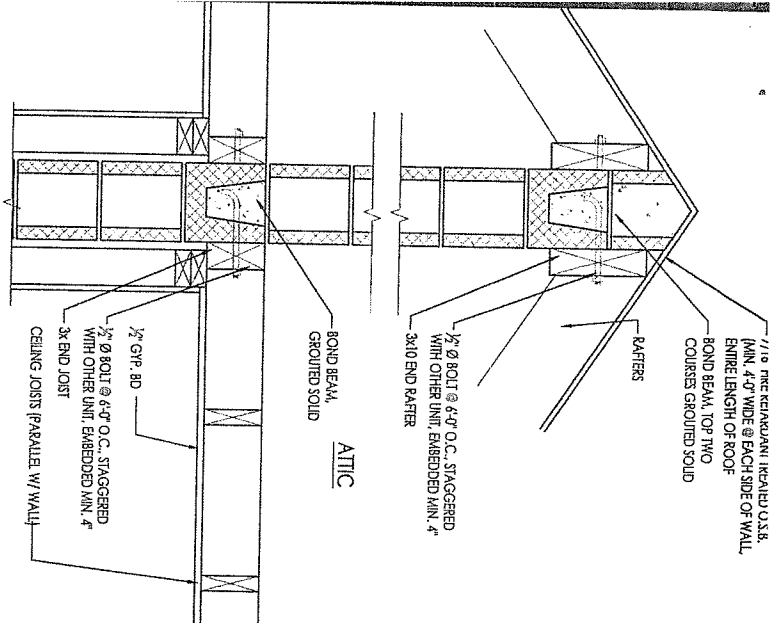 FIRE RETARDANT TREATED O.S.B.
(MIN. 4'-0" WIDE @ EACH SIDE OF WALL,
ENTIRE LENGTH OF ROOF
BOND BEAM, TOP TWO
COURSES GROUTED SOLID
RAFTERS
½" Ø BOLT @ 6'-0" O.C., STAGGERED
WITH OTHER UNIT, EMBEDDED MIN. 4"
3x10 END RAFTER
ATTIC
BOND BEAM,
GROUTED SOLID
½" GYP. BD
½" Ø BOLT @ 6'-0" O.C., STAGGERED
WITH OTHER UNIT, EMBEDDED MIN. 4"
3x END JOIST
CEILING JOISTS (PARALLEL W/ WALL)